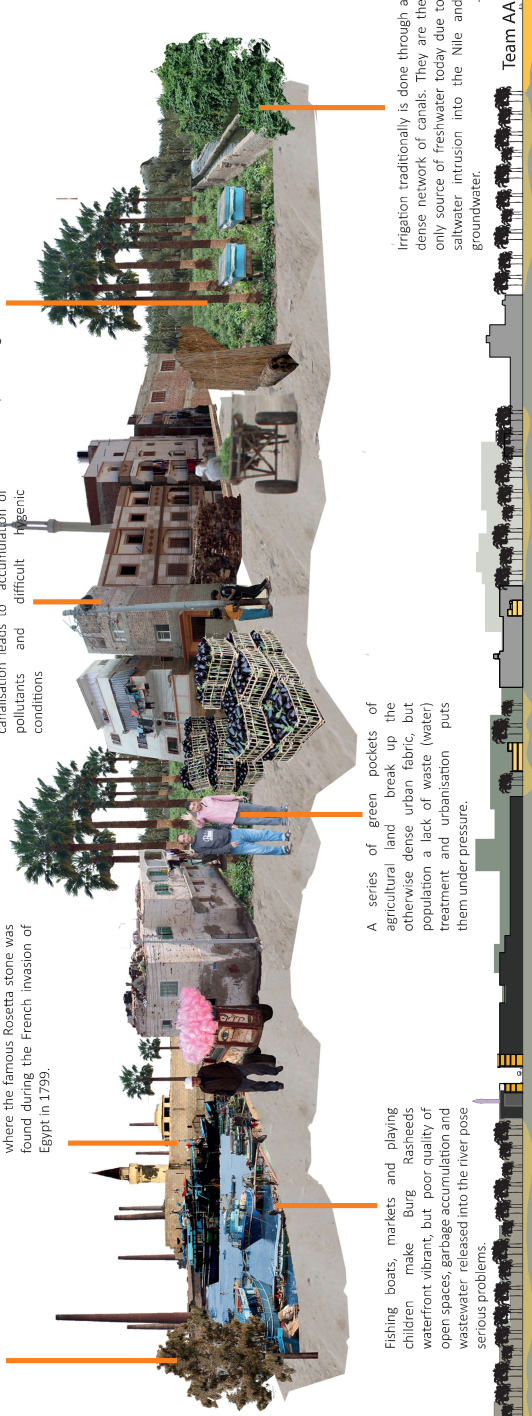 where the famous Rosetta stone was
found during the French invasion of
Egypt in 1799.
canalisation leads to accumulation of
pollutants and difficult hygenic
conditions
Fishing boats, markets and playing
children make Burg Rasheeds
waterfront vibrant, but poor quality of
open spaces, garbage accumulation and
wastewater released into the river pose
serious problems.
A series of green pockets of
agricultural land break up the
otherwise dense urban fabric, but
population a lack of waste (water)
treatment and urbanisation puts
them under pressure.
Irrigation traditionally is done through a
dense network of canals. They are the
only source of freshwater today due to
saltwater intrusion into the Nile and
groundwater.
Team AA